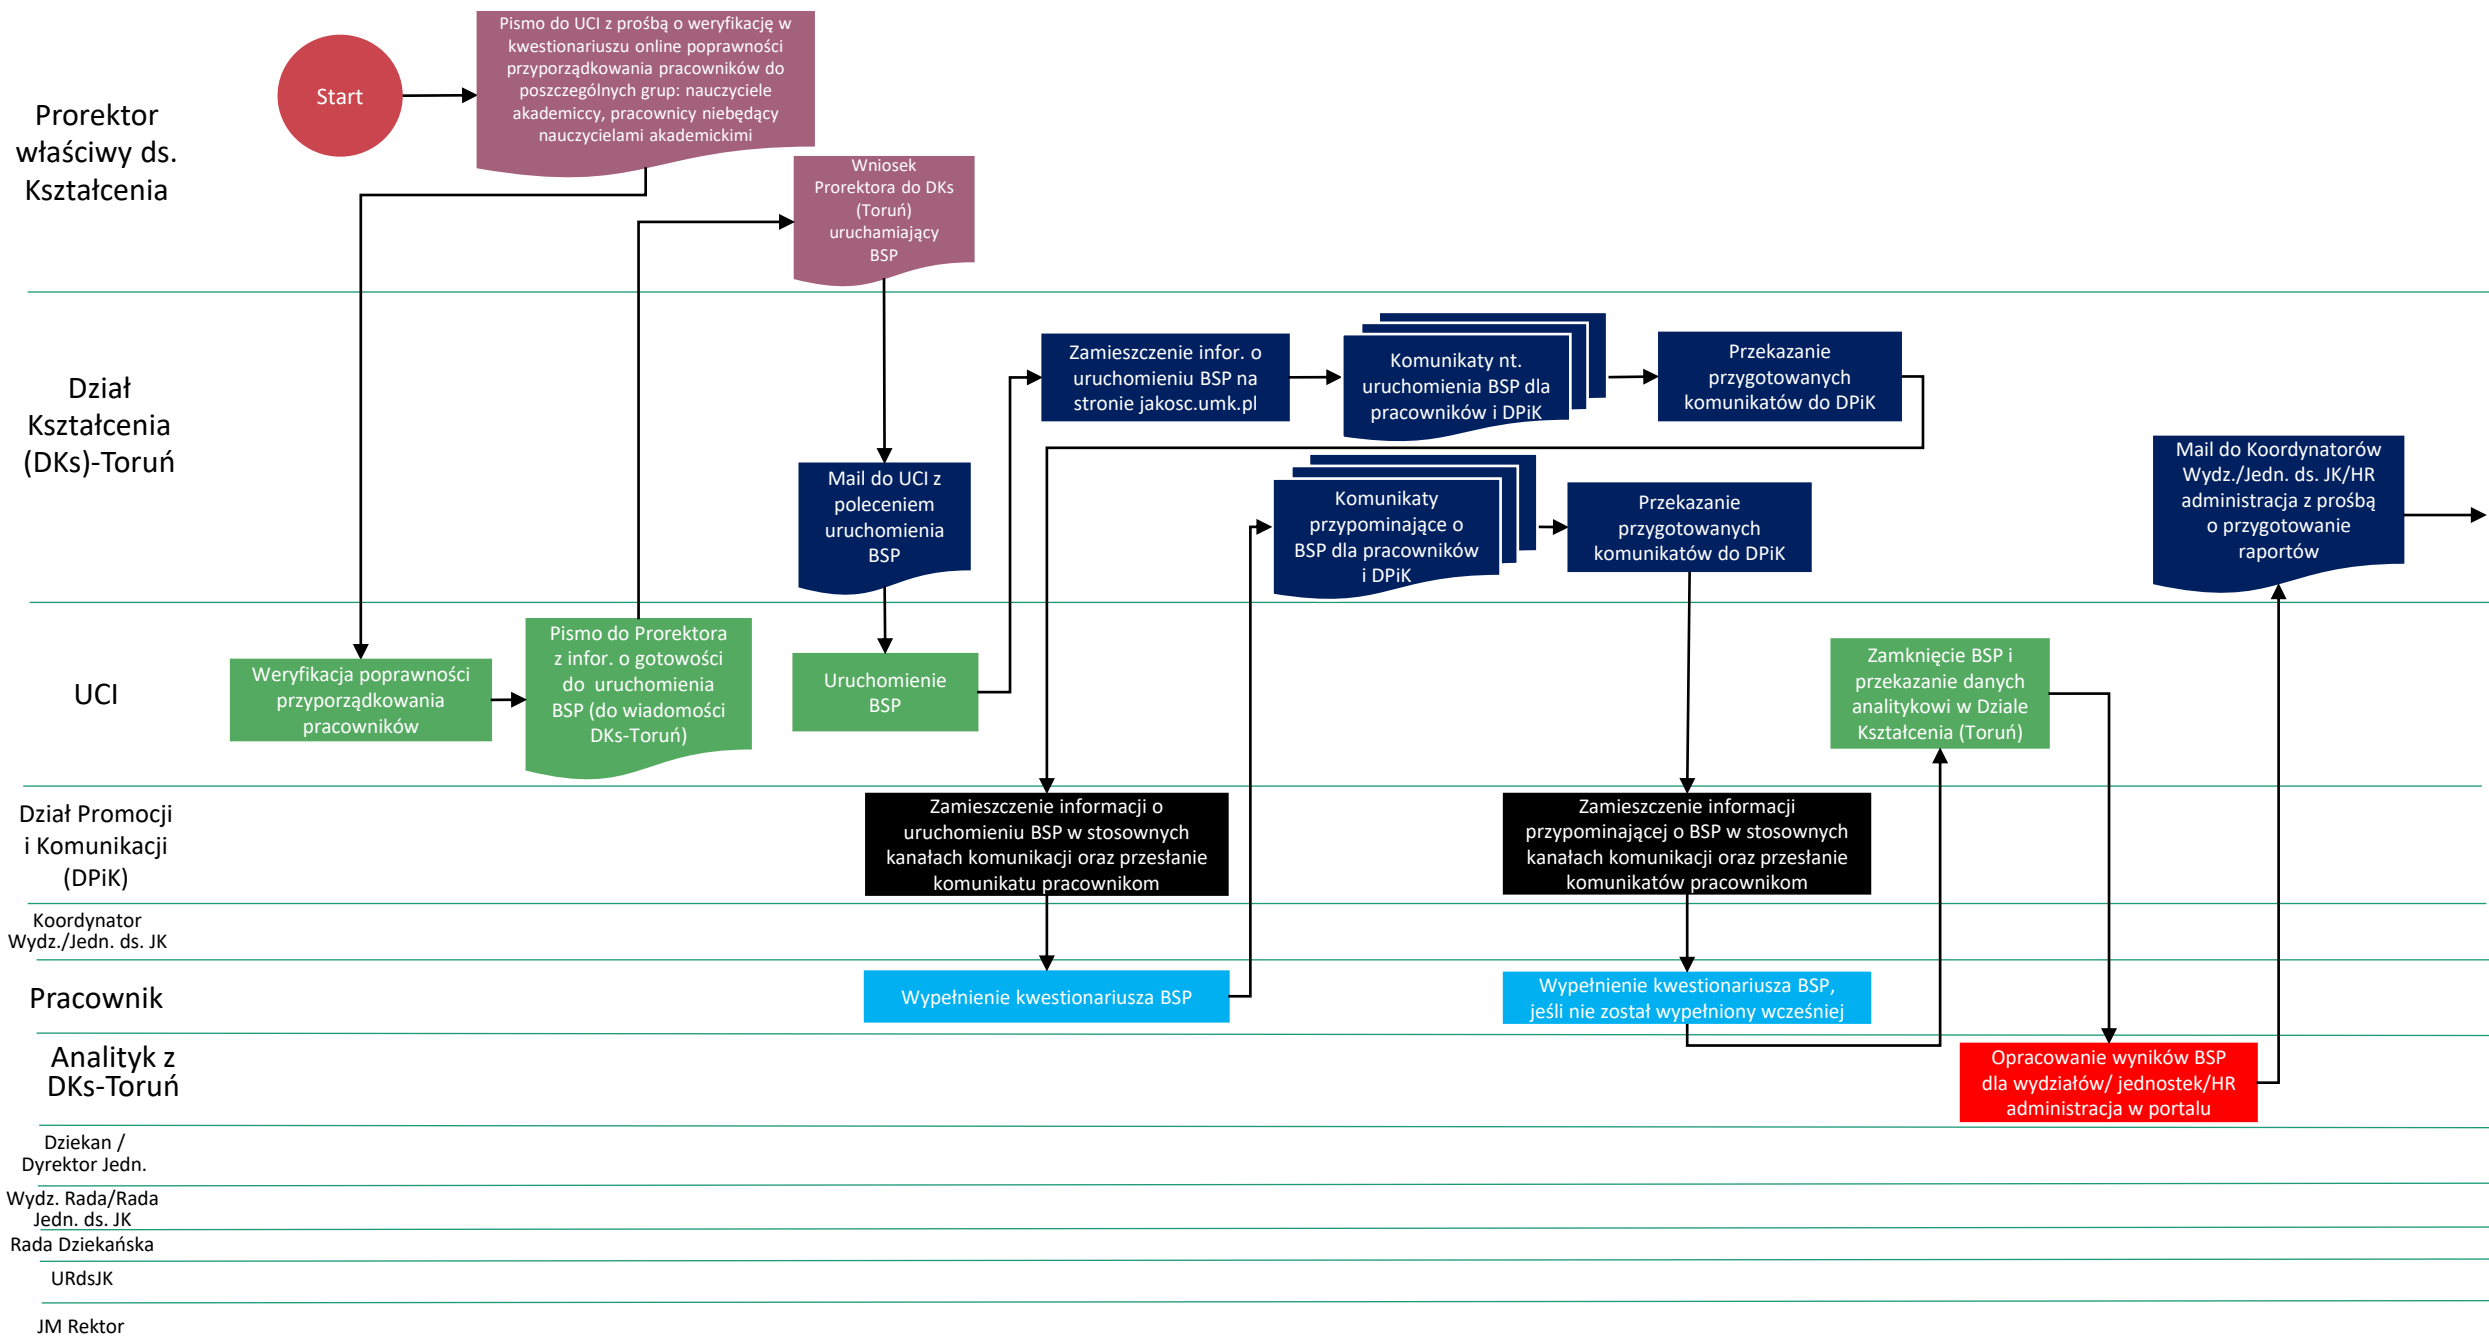 Prorektor
właściwy ds.
Kształcenia
Start
Pismo do UCI z prośbą o weryfikację w
kwestionariuszu online poprawności
przyporządkowania pracowników do
poszczególnych grup: nauczyciele
akademiccy, pracownicy niebędący
nauczycielami akademickimi
Wniosek
Prorektora do DKs
(Toruń)
uruchamiający
BSP
Dział
Kształcenia
(DKs)-Toruń
Mail do UCI z
poleceniem
uruchomienia
BSP
Zamieszczenie infor. o
uruchomieniu BSP na
stronie jakosc.umk.pl
Komunikaty nt.
uruchomienia BSP dla
pracowników i DPiK
Przekazanie
przygotowanych
komunikatów do DPiK
Komunikaty
przypominające o
BSP dla pracowników
i DPiK
Przekazanie
przygotowanych
komunikatów do DPiK
Mail do Koordynatorów
Wydz./Jedn. ds. JK/HR
administracja z prośbą
o przygotowanie
raportów
UCI
Weryfikacja poprawności
przyporządkowania
pracowników
Pismo do Prorektora
z infor. o gotowości
do uruchomienia
BSP (do wiadomości
DKs-Toruń)
Uruchomienie
BSP
Zamknięcie BSP i
przekazanie danych
analitykowi w Dziale
Kształcenia (Toruń)
Dział Promocji
i Komunikacji
(DPiK)
Zamieszczenie informacji o
uruchomieniu BSP w stosownych
kanałach komunikacji oraz przesłanie
komunikatu pracownikom
Zamieszczenie informacji
przypominającej o BSP w stosownych
kanałach komunikacji oraz przesłanie
komunikatów pracownikom
Koordynator
Wydz./Jedn. ds. JK
Pracownik
Wypełnienie kwestionariusza BSP
Wypełnienie kwestionariusza BSP,
jeśli nie został wypełniony wcześniej
Analityk z
DKs-Toruń
Opracowanie wyników BSP
dla wydziałów/ jednostek/HR
administracja w portalu
Dziekan /
Dyrektor Jedn.
Wydz. Rada/Rada
Jedn. ds. JK
Rada Dziekańska
URdsJK
JM Rektor